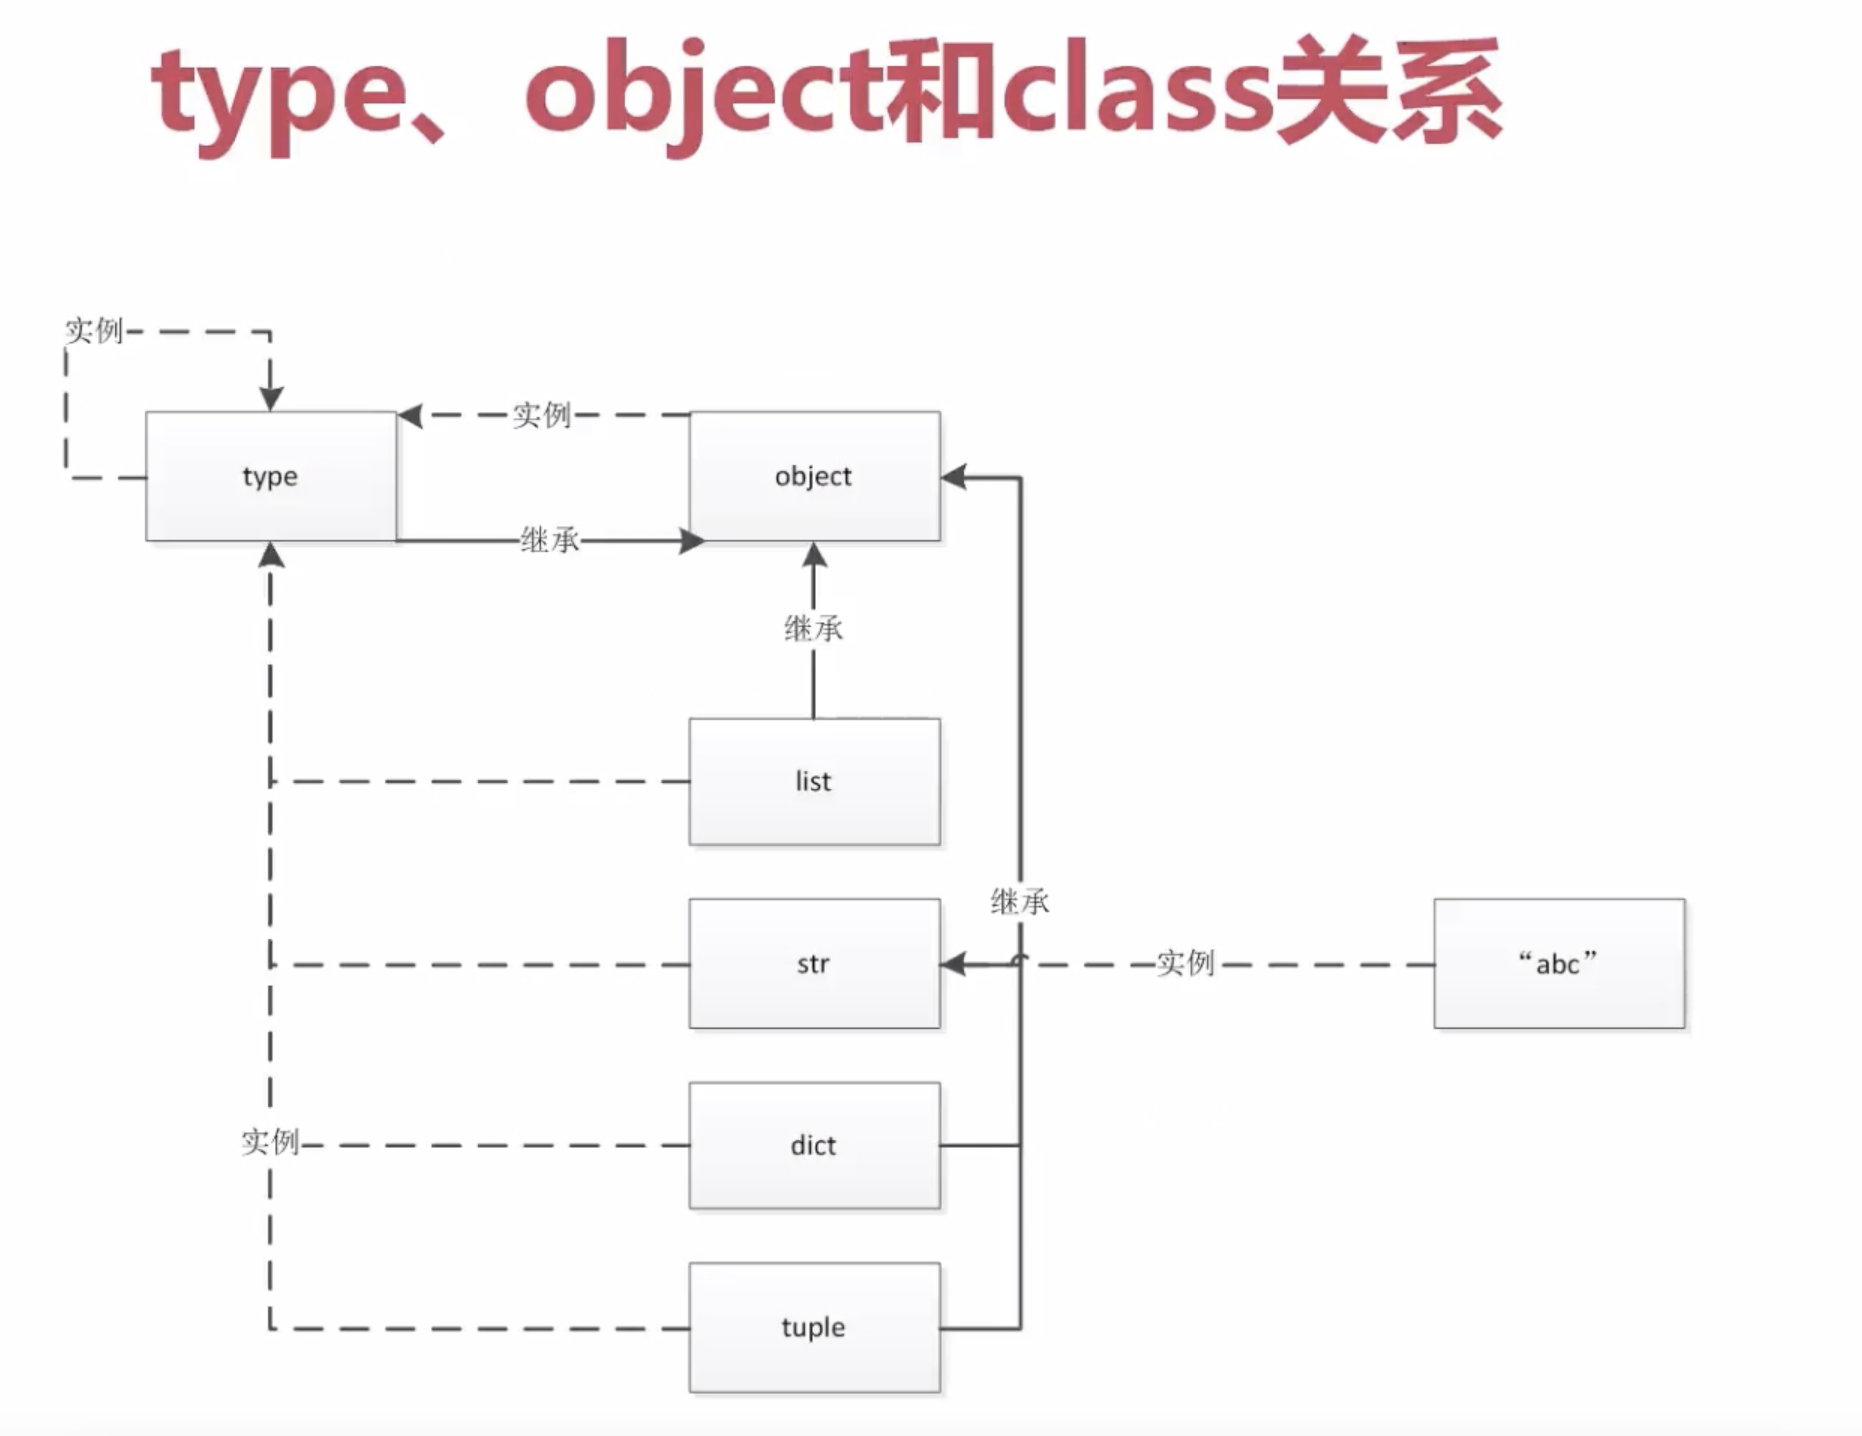 type、object和class关系
实例
实例
type
object
继承
继承
list
继承
str
实例
“abc”
实例
dict
tuple